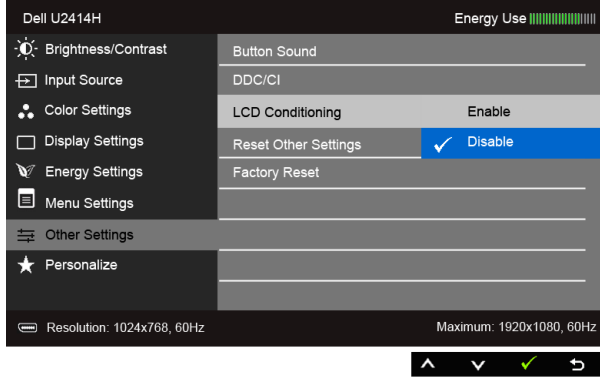 Dell U2414H
Energy Use
Brightness/Contrast
Button Sound
Input Source
DDC/CI
Color Settings
LCD Conditioning
Enable
Display Settings
Reset Other Settings
Disable
Energy Settings
Factory Reset
Menu Settings
Other Settings
Personalize
Resolution: 1024x768, 60Hz
Maximum: 1920x1080, 60Hz